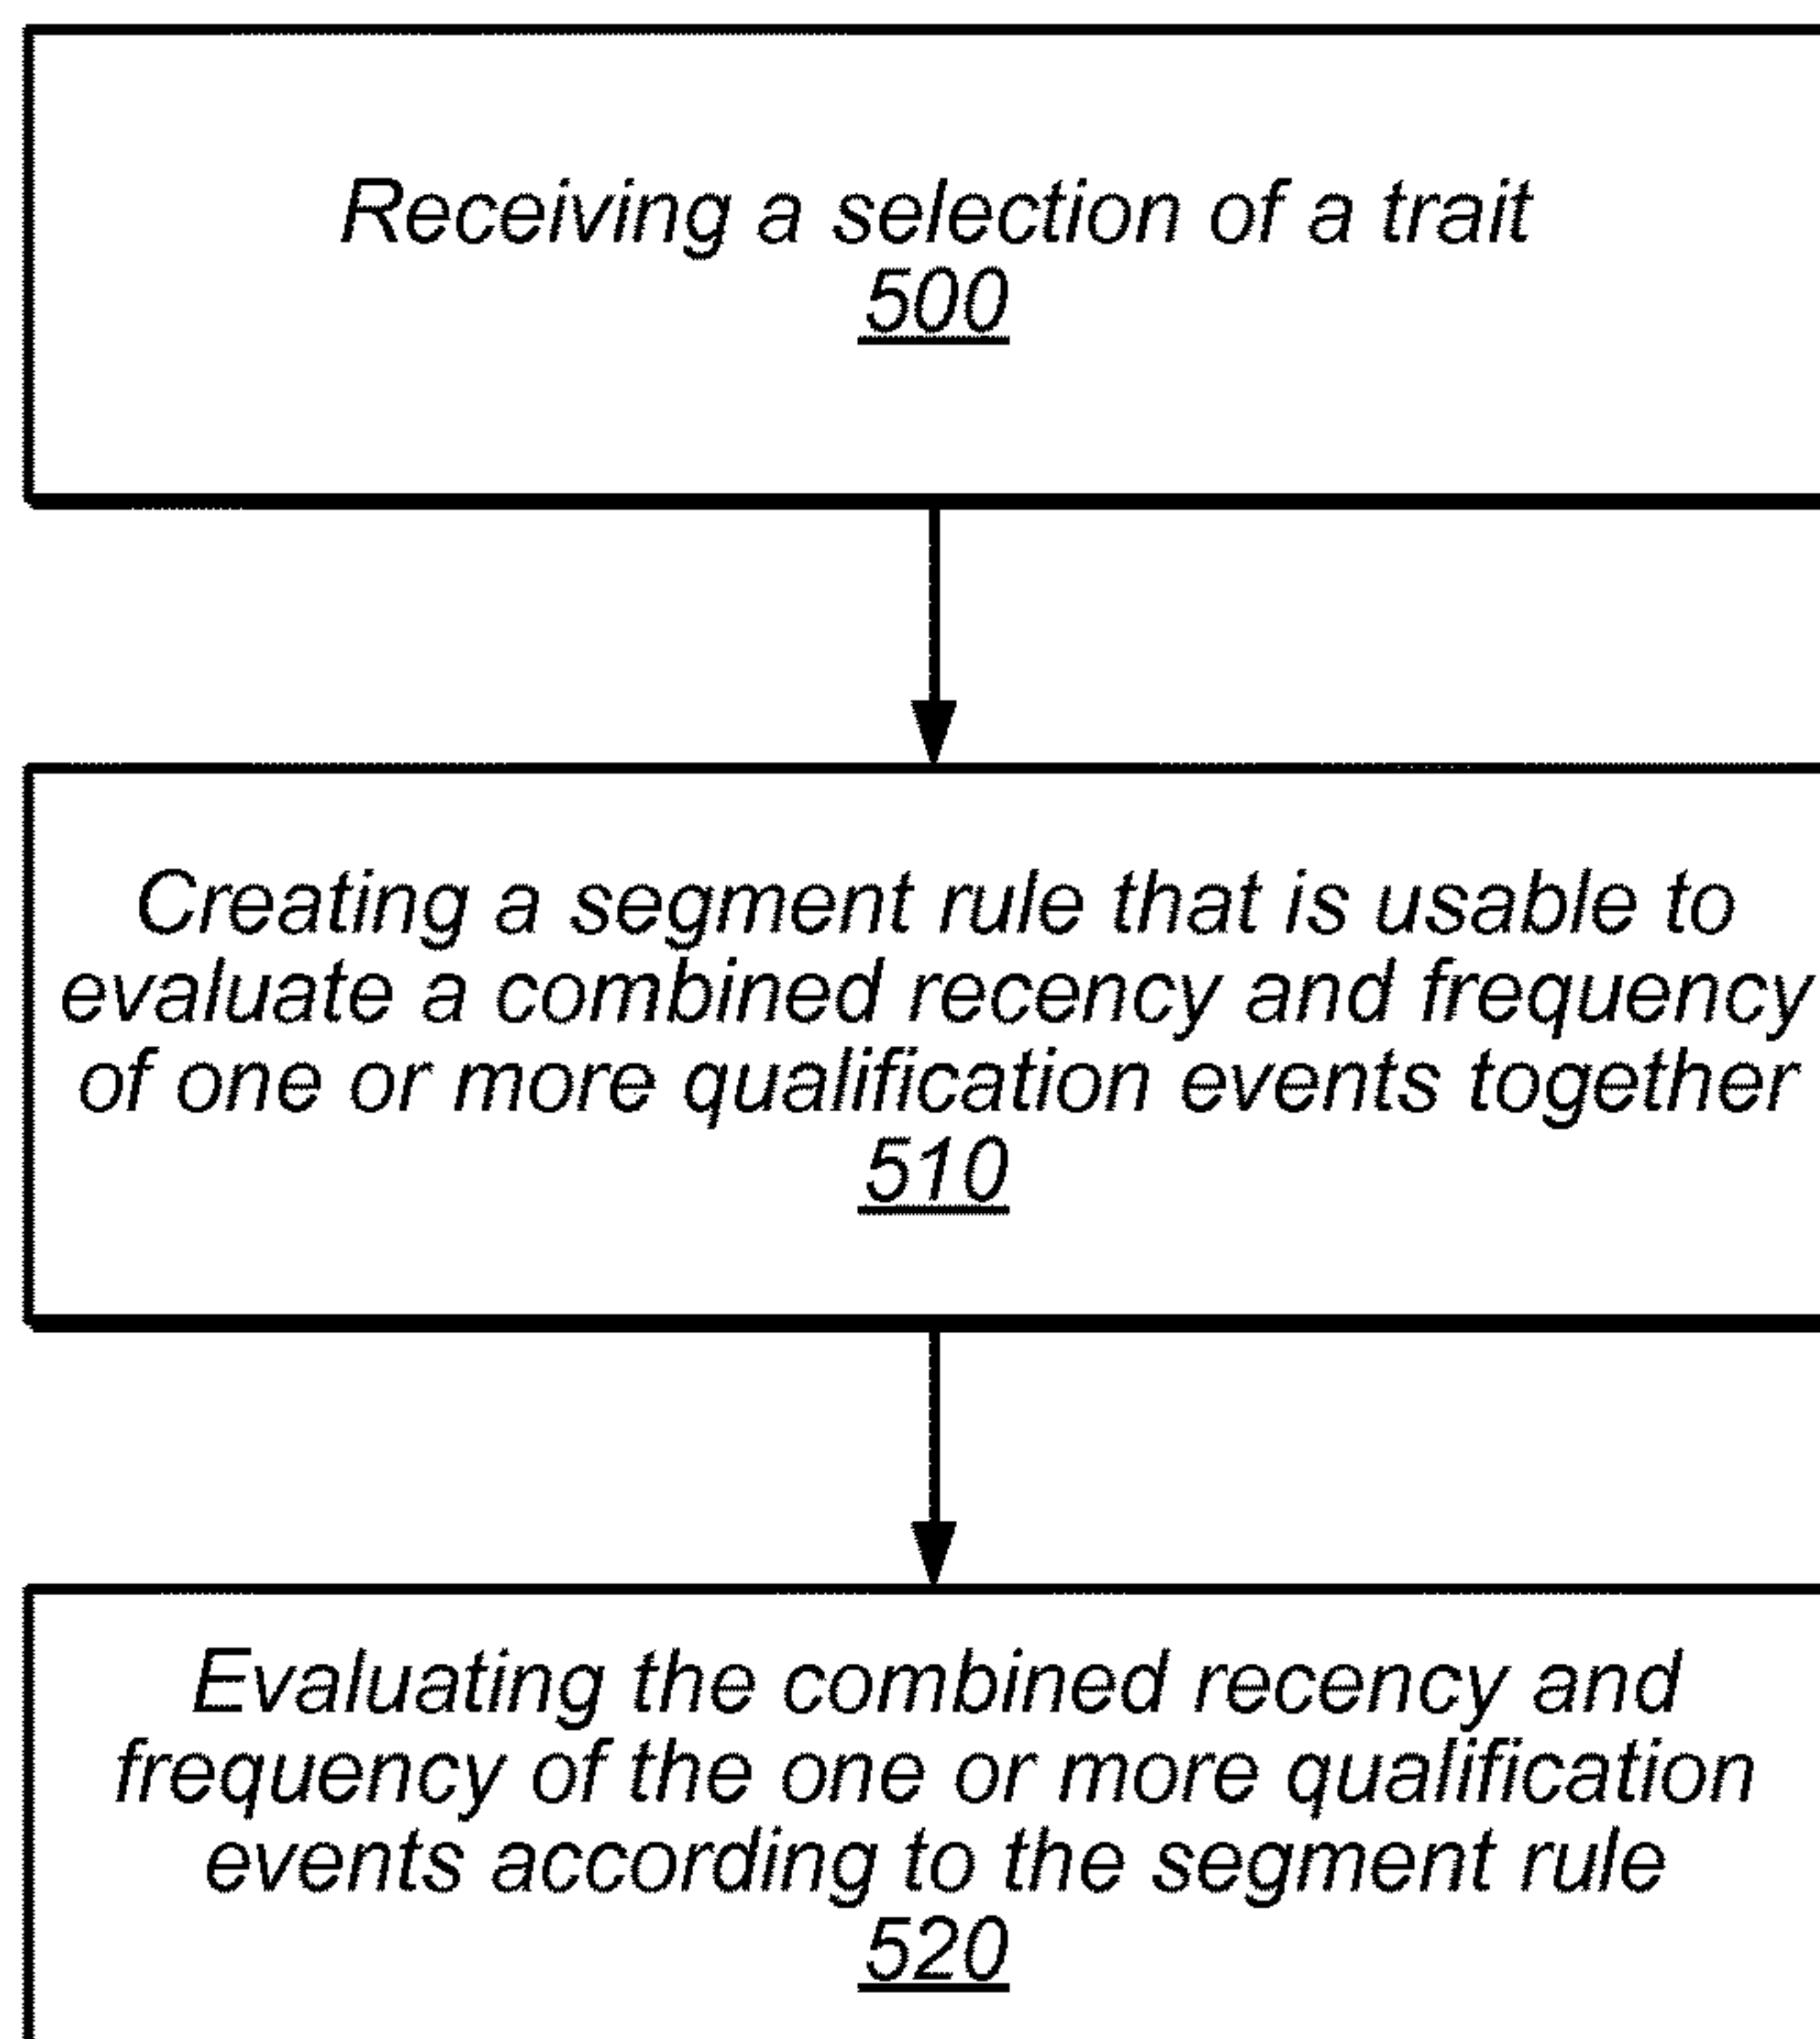 Receiving a selection of a trait
500
Creating a segment rule that is usable to
evaluate a combined recency and frequency
of one or more qualification events together
510
Evaluating the combined recency and
frequency of the one or more qualification
events according to the segment rule
520